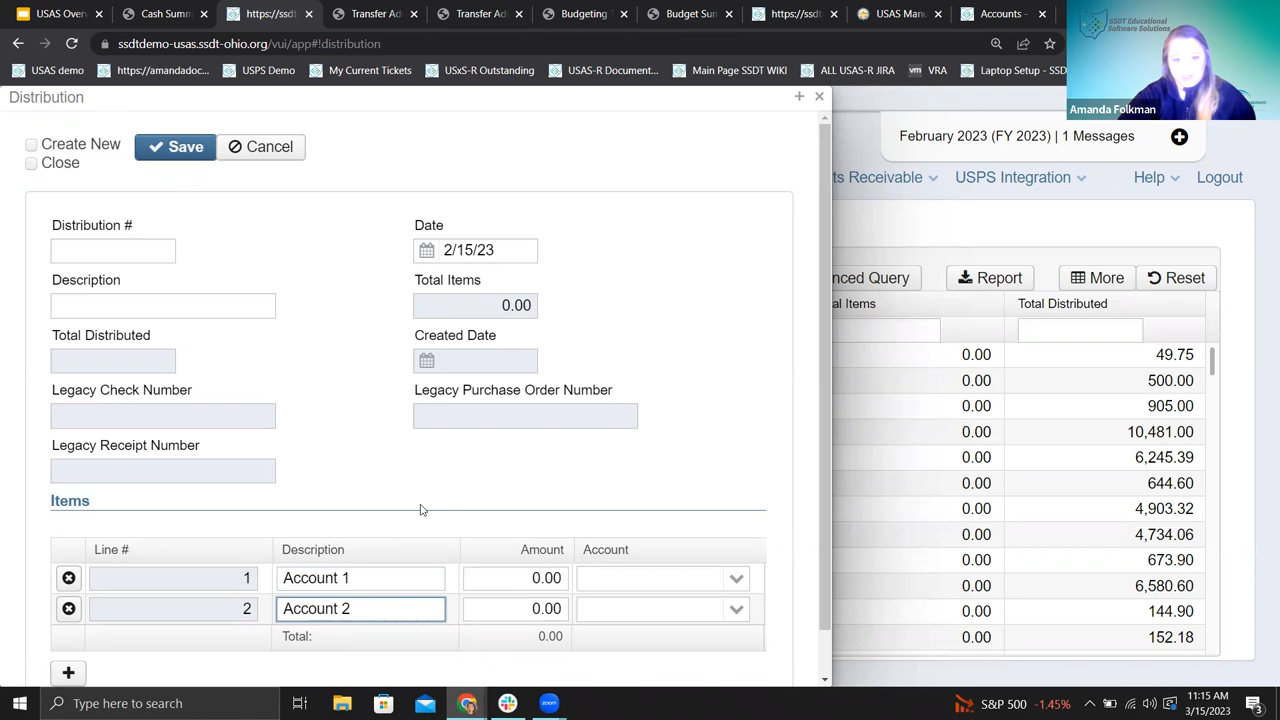 USAS Overv
Cash Summ
https://ssdt
Transfer Adv
Transfer Adv
Budgeting
Budget Sum
https://ssdt
USAS Manu
Accounts -
ssdtdemo-usas.ssdt-ohio.org/vui/app#!distribution
USAS demo
https://amandadoc...
USPS Demo
My Current Tickets
USxS-R Outstanding
USAS-R Document...
Main Page SSDT WIKI
ALL USAS-R JIRA
vm VRA
Laptop Setup - SSD
SSDT Educational
Software Solutions
Amanda Folkman
Distribution
February 2023 (FY 2023) | 1 Messages
ts Receivable
USPS Integration
Help
Logout
Create New
Close
Save
Cancel
Distribution #
Date
2/15/23
Description
Total Items
0.00
Total Distributed
Created Date
Legacy Check Number
Legacy Purchase Order Number
Legacy Receipt Number
Items
Line # Description Amount Account
1 Account 1 0.00
2 Account 2 0.00
Total: 0.00
nced Query
Report
More
Reset
al Items Total Distributed
0.00 49.75
0.00 500.00
0.00 905.00
0.00 10,481.00
0.00 6,245.39
0.00 644.60
0.00 4,903.32
0.00 4,734.06
0.00 673.90
0.00 6,580.60
0.00 144.90
0.00 152.18
Type here to search
S&P 500 -1.45%
11:15 AM
3/15/2023
3